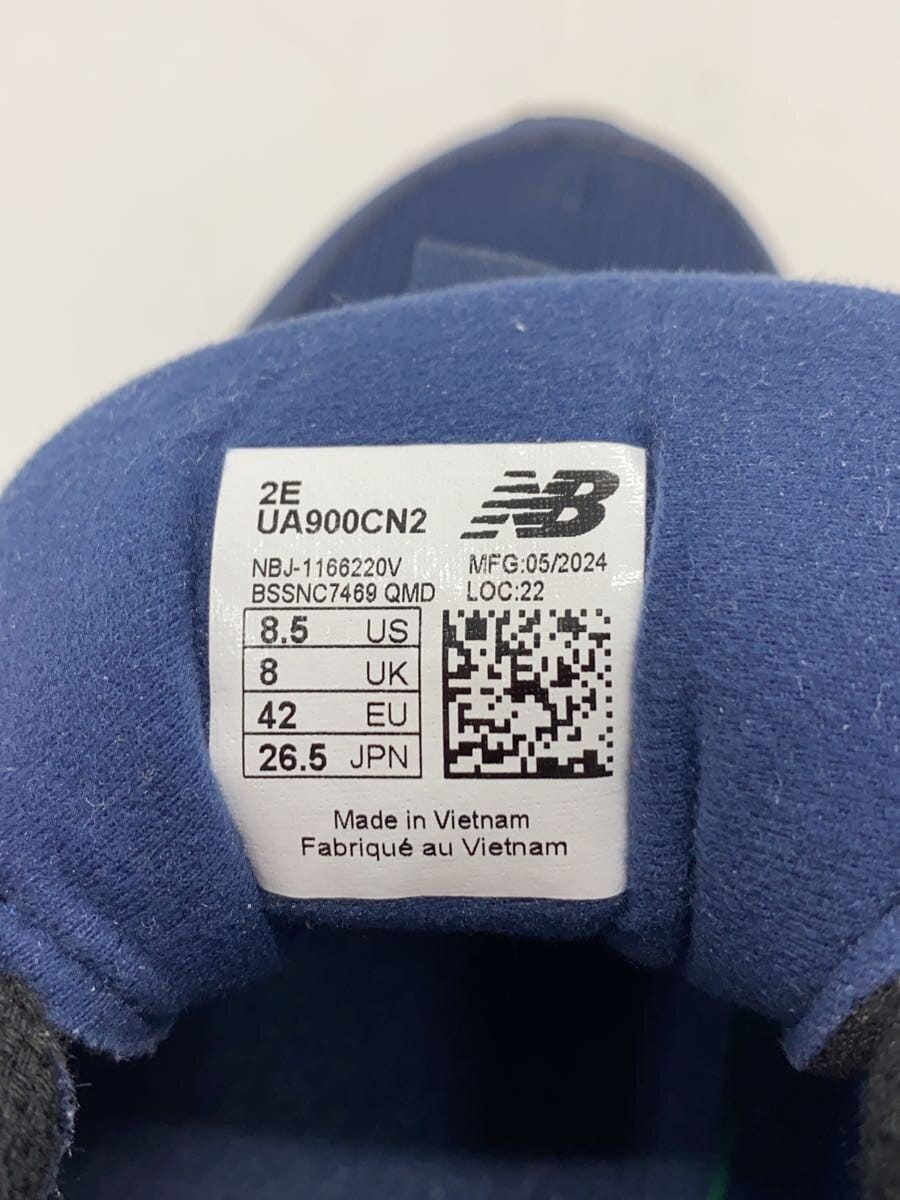 2E
UA900CN2
NB
NBJ-1166220V
MFG:05/2024
BSSNC7469 QMD
LOC:22
8.5 US
8 UK
42 EU
26.5 JPN
Made in Vietnam
Fabriqué au Vietnam